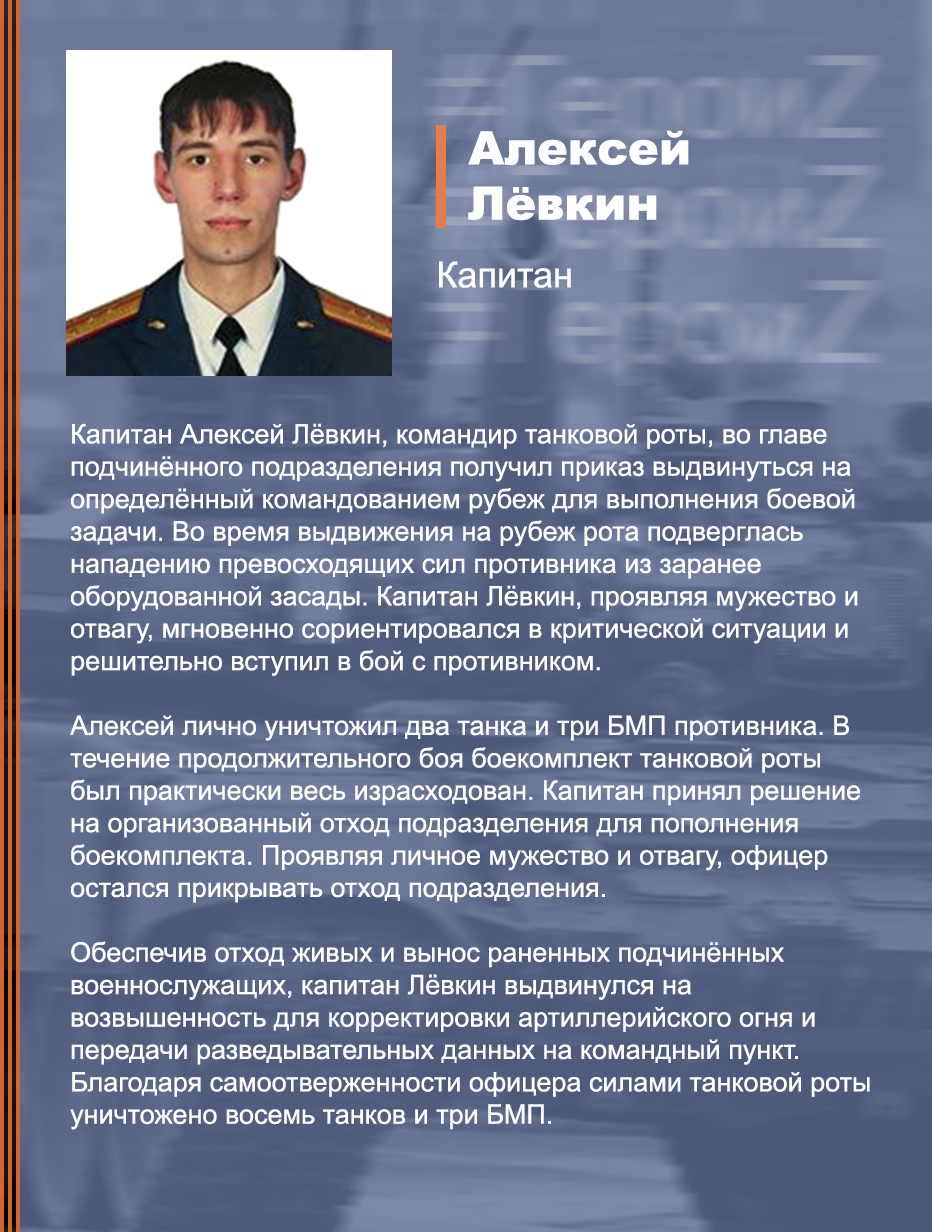 #ГероиZ
#ГероиZ
#ГероиZ
Алексей
Лёвкин
Капитан
Капитан Алексей Лёвкин, командир танковой роты, во главе
подчинённого подразделения получил приказ выдвинуться на
определённый командованием рубеж для выполнения боевой
задачи. Во время выдвижения на рубеж рота подверглась
нападению превосходящих сил противника из заранее
оборудованной засады. Капитан Лёвкин, проявляя мужество и
отвагу, мгновенно сориентировался в критической ситуации и
решительно вступил в бой с противником.
Алексей лично уничтожил два танка и три БМП противника. В
течение продолжительного боя боекомплект танковой роты
был практически весь израсходован. Капитан принял решение
на организованный отход подразделения для пополнения
боекомплекта. Проявляя личное мужество и отвагу, офицер
остался прикрывать отход подразделения.
Обеспечив отход живых и вынос раненных подчинённых
военнослужащих, капитан Лёвкин выдвинулся на
возвышенность для корректировки артиллерийского огня и
передачи разведывательных данных на командный пункт.
Благодаря самоотверженности офицера силами танковой роты
уничтожено восемь танков и три БМП.